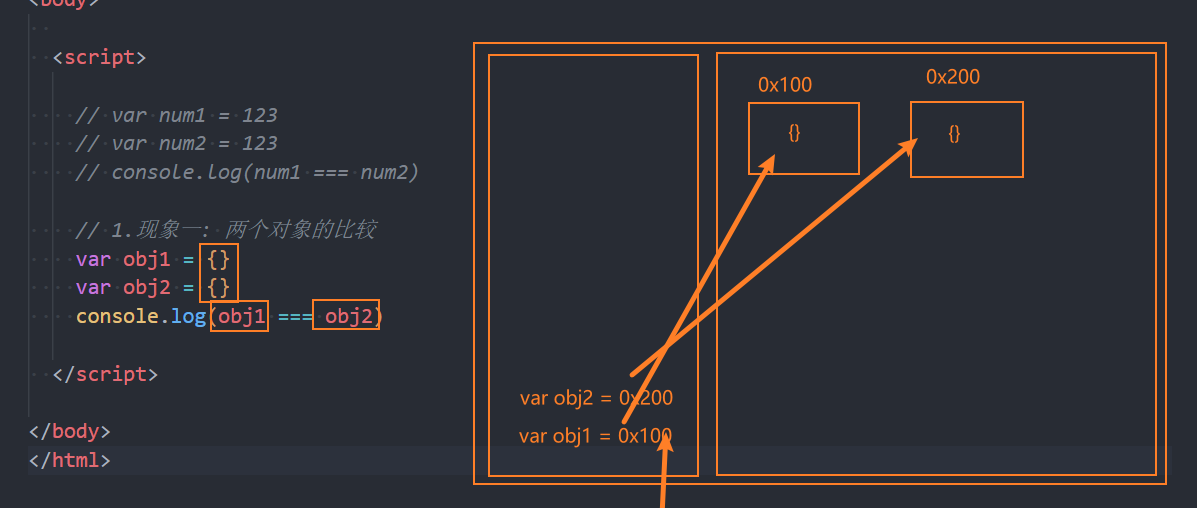 <body>
<script>
// var num1 = 123
// var num2 = 123
// console.log(num1 === num2)
// 1.现象一: 两个对象的比较
var obj1 = {}
var obj2 = {}
console.log(obj1 === obj2)
</script>
</body>
</html>
0x100
0x200
{}
{}
var obj2 = 0x200
var obj1 = 0x100